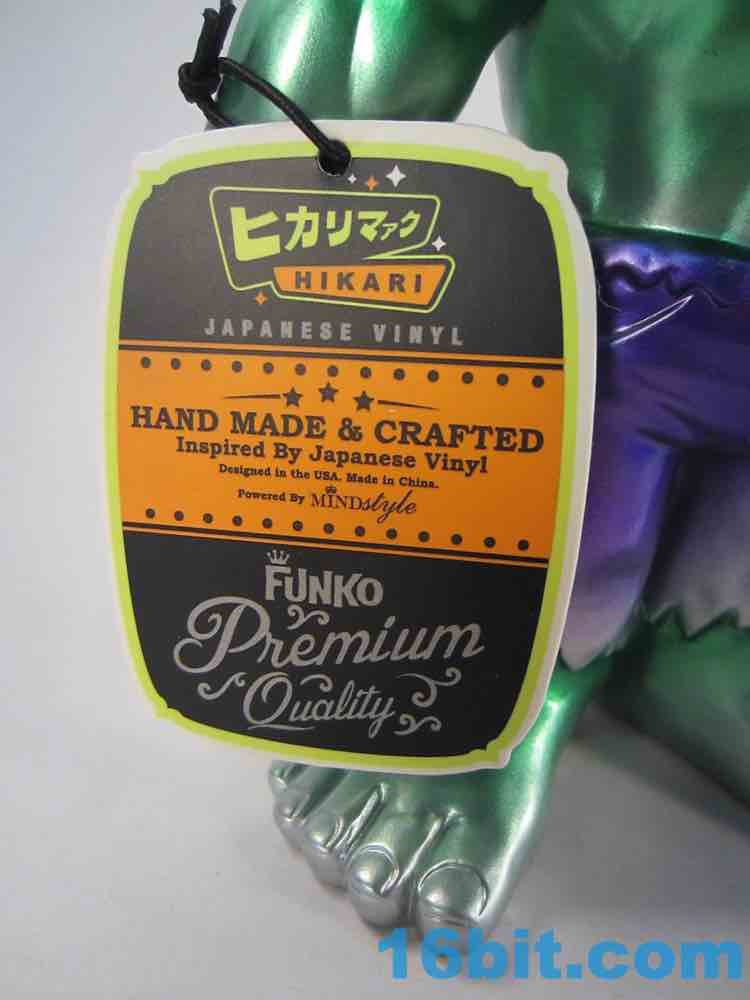 ヒカリマァク
HIKARI
JAPANESE VINYL
HAND MADE & CRAFTED
Inspired By Japanese Vinyl
Designed in the USA. Made in China.
Powered By MINDstyle
FUNKO
Premium
Quality
16bit.com